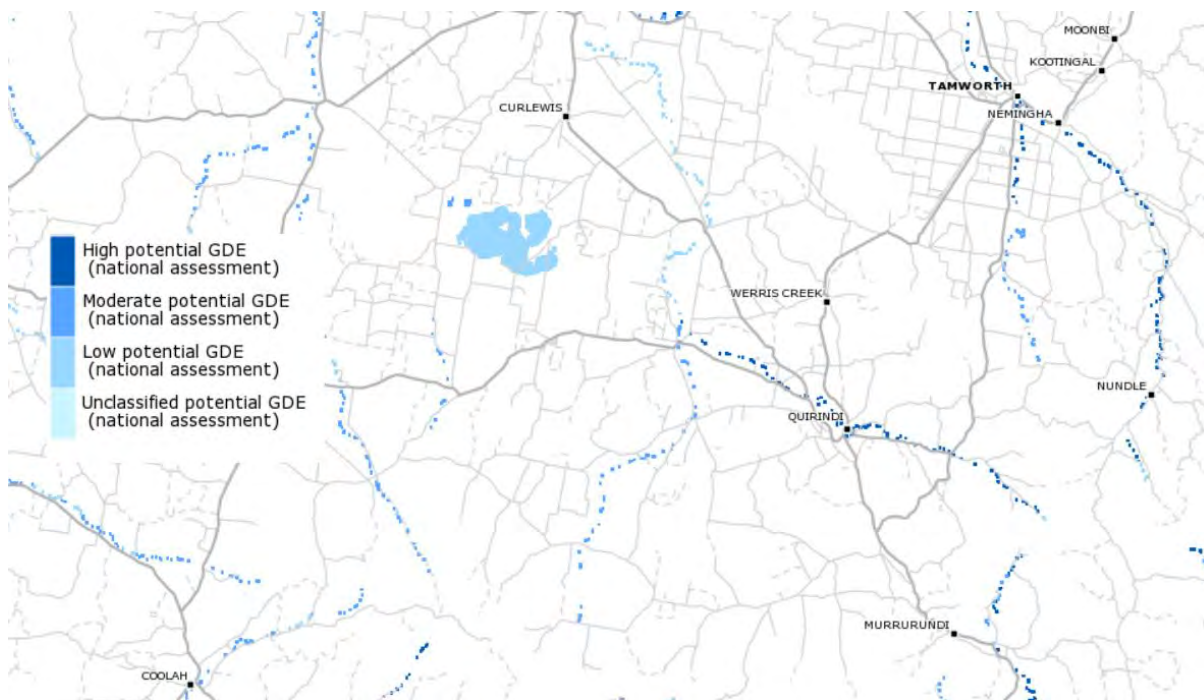 MOONBI
KOOTINGAL
TAMWORTH
CURLEWIS
NEMINGHA
High potential GDE
(national assessment)
Moderate potential GDE
(national assessment)
Low potential GDE
(national assessment)
Unclassified potential GDE
(national assessment)
WERRIS CREEK
NUNDLE
QUIRINDI
MURRURUNDI
COOLAH